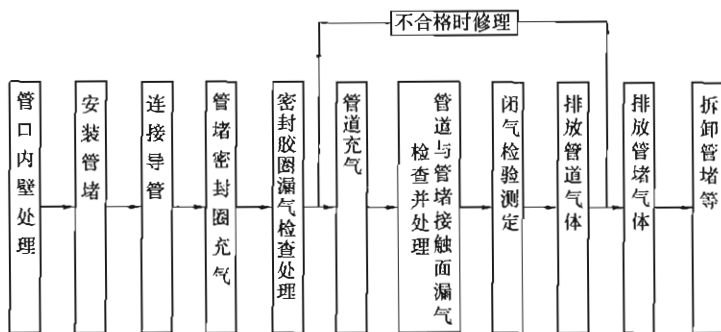 不合格时修理
管口内壁处理
安装管堵
连接导管
管堵密封圈充气
密封胶圈漏气检查处理
管道充气
管道与管堵接触面漏气
检查并处理
闭气检验测定
排放管道气体
排放管堵气体
拆卸管堵等